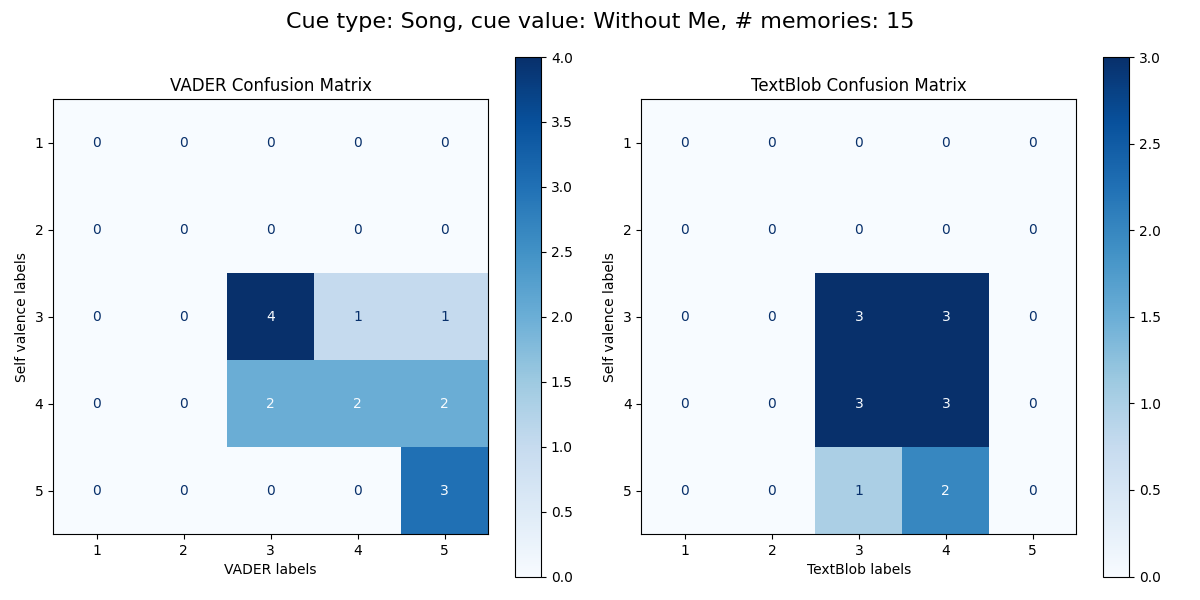 Cue type: Song, cue value: Without Me, # memories: 15
VADER Confusion Matrix
Self valence labels
1 0 0 0 0 0
2 0 0 0 0 0
3 0 0 4 1 1
4 0 0 2 2 2
5 0 0 0 0 3
1 2 3 4 5
VADER labels
4.0
3.5
3.0
2.5
2.0
1.5
1.0
0.5
0.0
TextBlob Confusion Matrix
Self valence labels
1 0 0 0 0 0
2 0 0 0 0 0
3 0 0 3 3 0
4 0 0 3 3 0
5 0 0 1 2 0
1 2 3 4 5
TextBlob labels
3.0
2.5
2.0
1.5
1.0
0.5
0.0